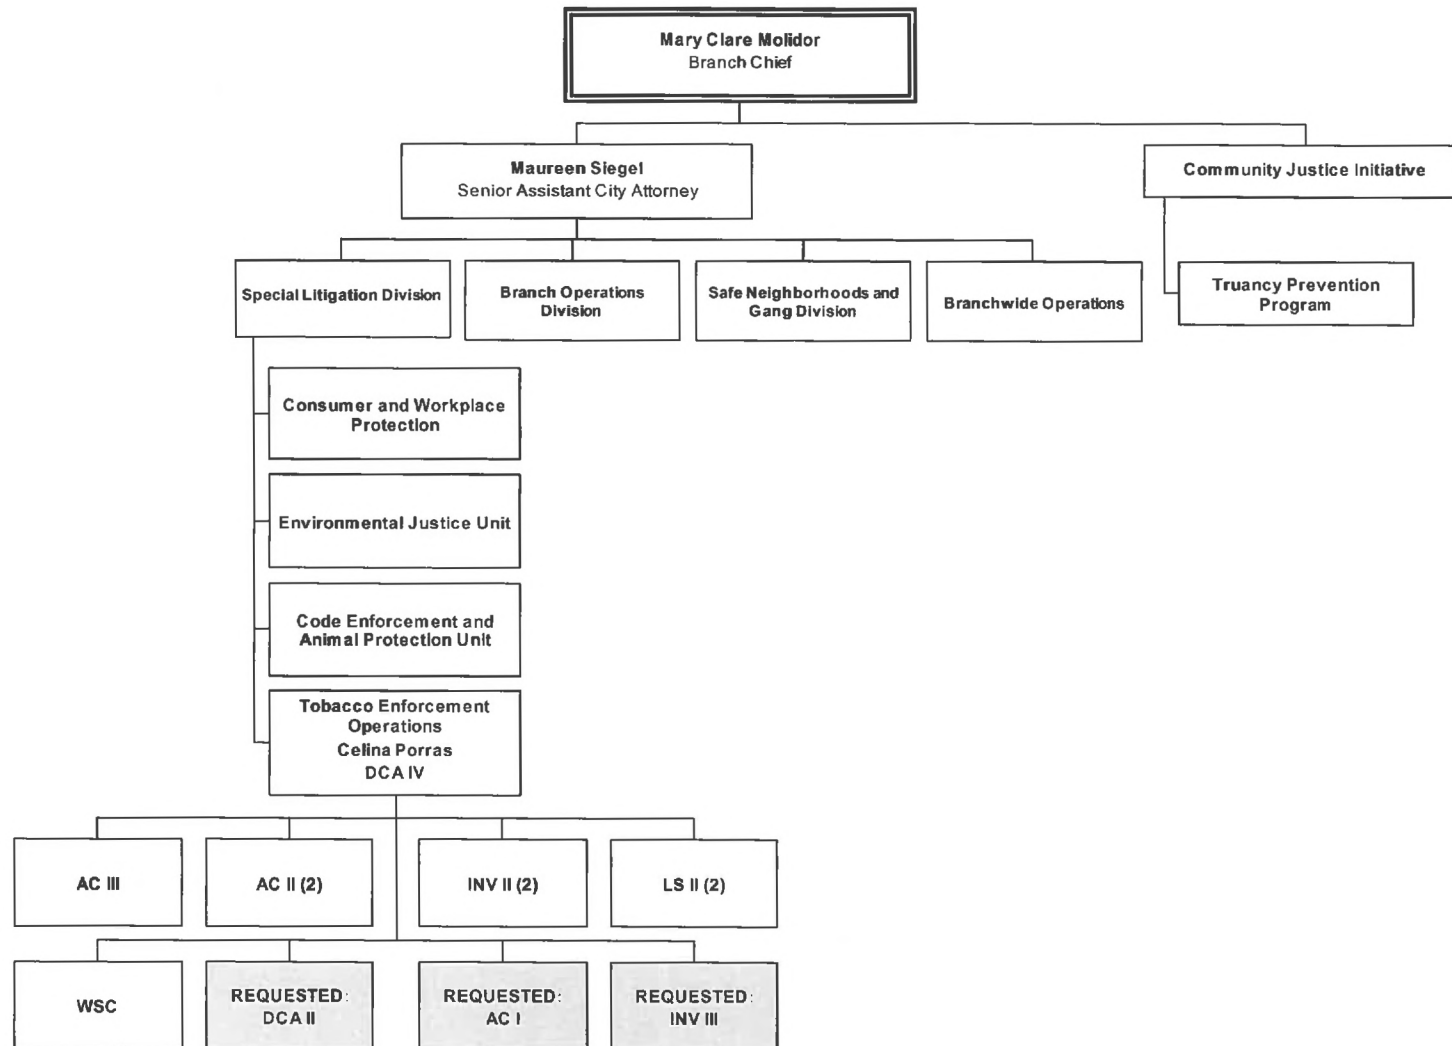 Mary Clare Molidor
Branch Chief
Maureen Siegel
Senior Assistant City Attorney
Community Justice Initiative
Special Litigation Division
Branch Operations
Division
Safe Neighborhoods and
Gang Division
Branchwide Operations
Truancy Prevention
Program
Consumer and Workplace
Protection
Environmental Justice Unit
Code Enforcement and
Animal Protection Unit
Tobacco Enforcement
Operations
Celina Porras
DCA IV
AC III
AC II (2)
INV II (2)
LS II (2)
WSC
REQUESTED:
DCA II
REQUESTED:
AC I
REQUESTED:
INV III